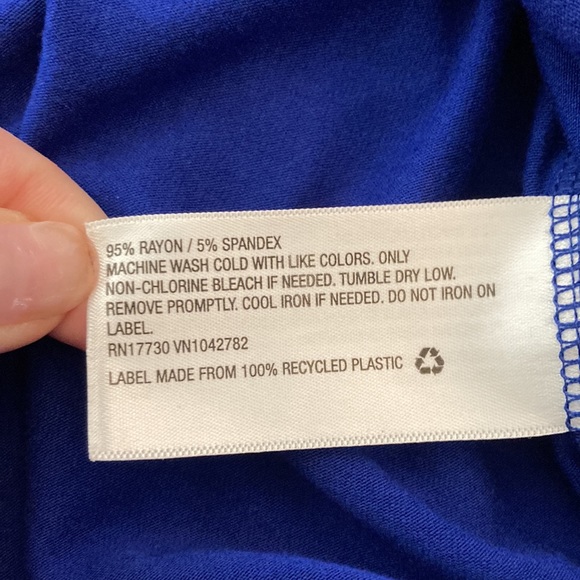 95% RAYON / 5% SPANDEX
MACHINE WASH COLD WITH LIKE COLORS. ONLY
NON-CHLORINE BLEACH IF NEEDED. TUMBLE DRY LOW.
REMOVE PROMPTLY. COOL IRON IF NEEDED. DO NOT IRON ON
LABEL.
RN17730 VN1042782
LABEL MADE FROM 100% RECYCLED PLASTIC